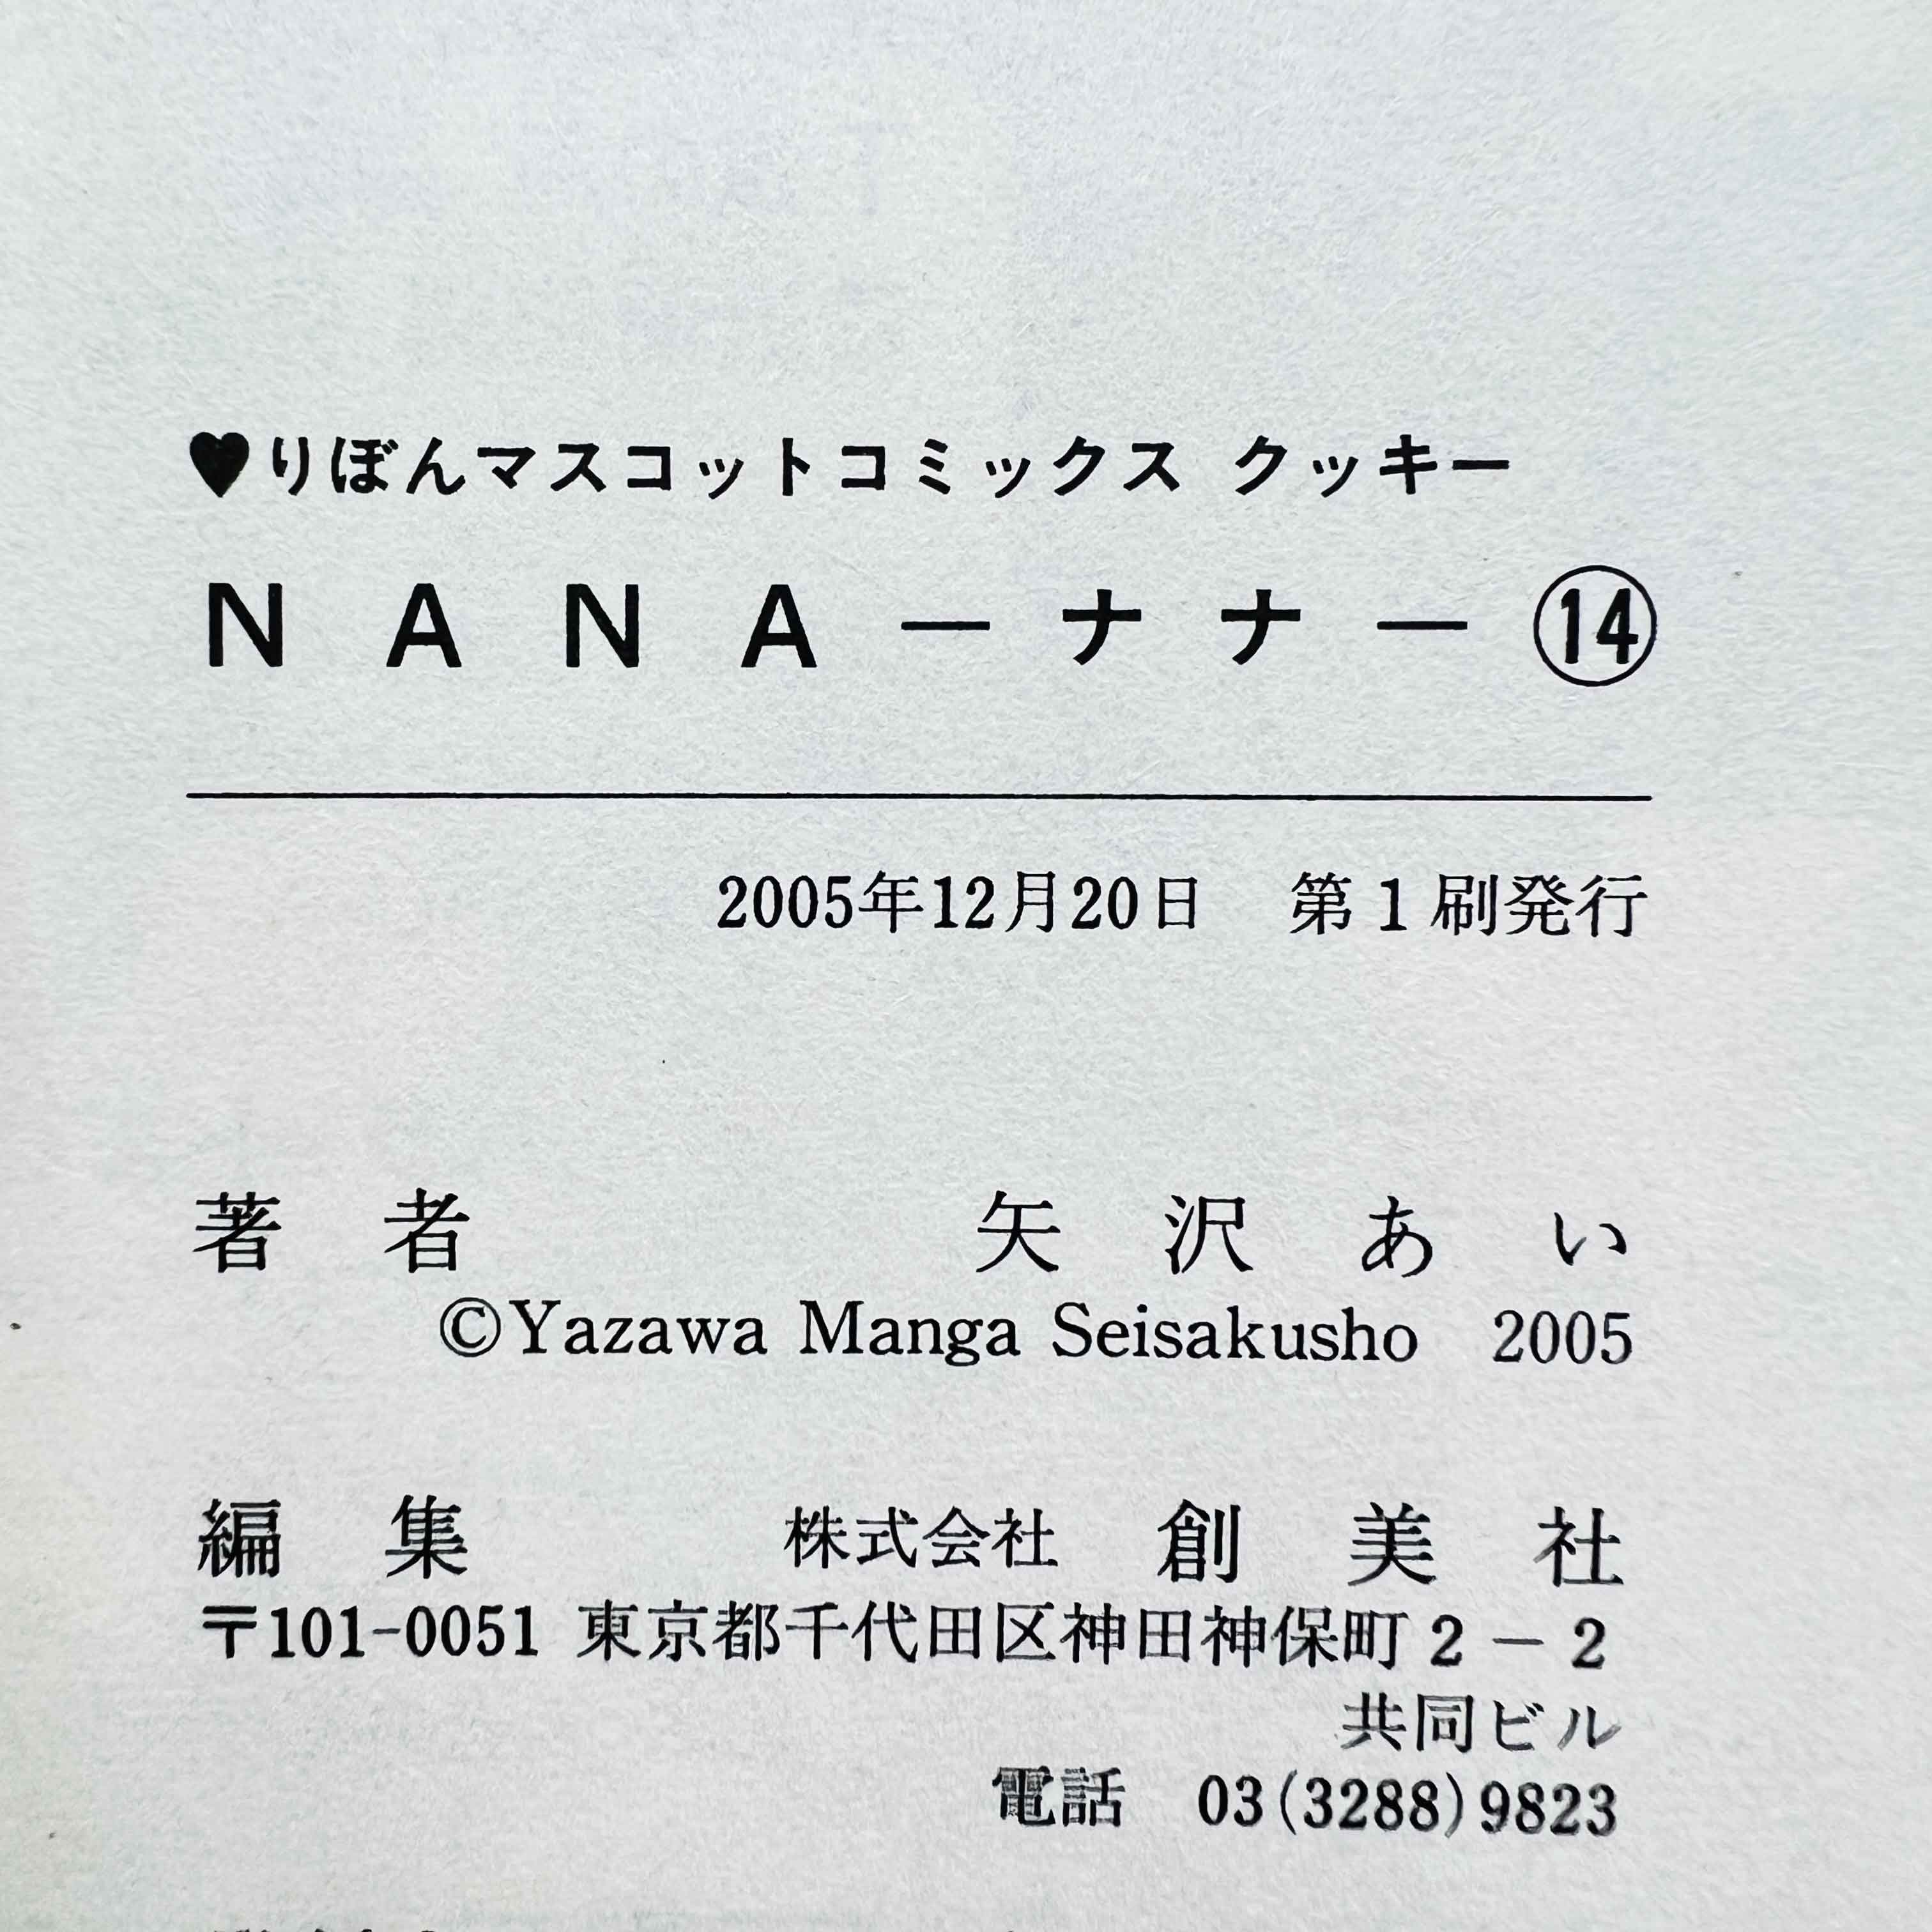 ♥りぼんマスコットコミックス クッキー
NANA—ナナ—⑭
2005年12月20日 第1刷発行
著者 矢沢あい
©Yazawa Manga Seisakusho 2005
編集 株式会社 創美社
〒101-0051 東京都千代田区神田神保町2－2
共同ビル
電話 03(3288)9823